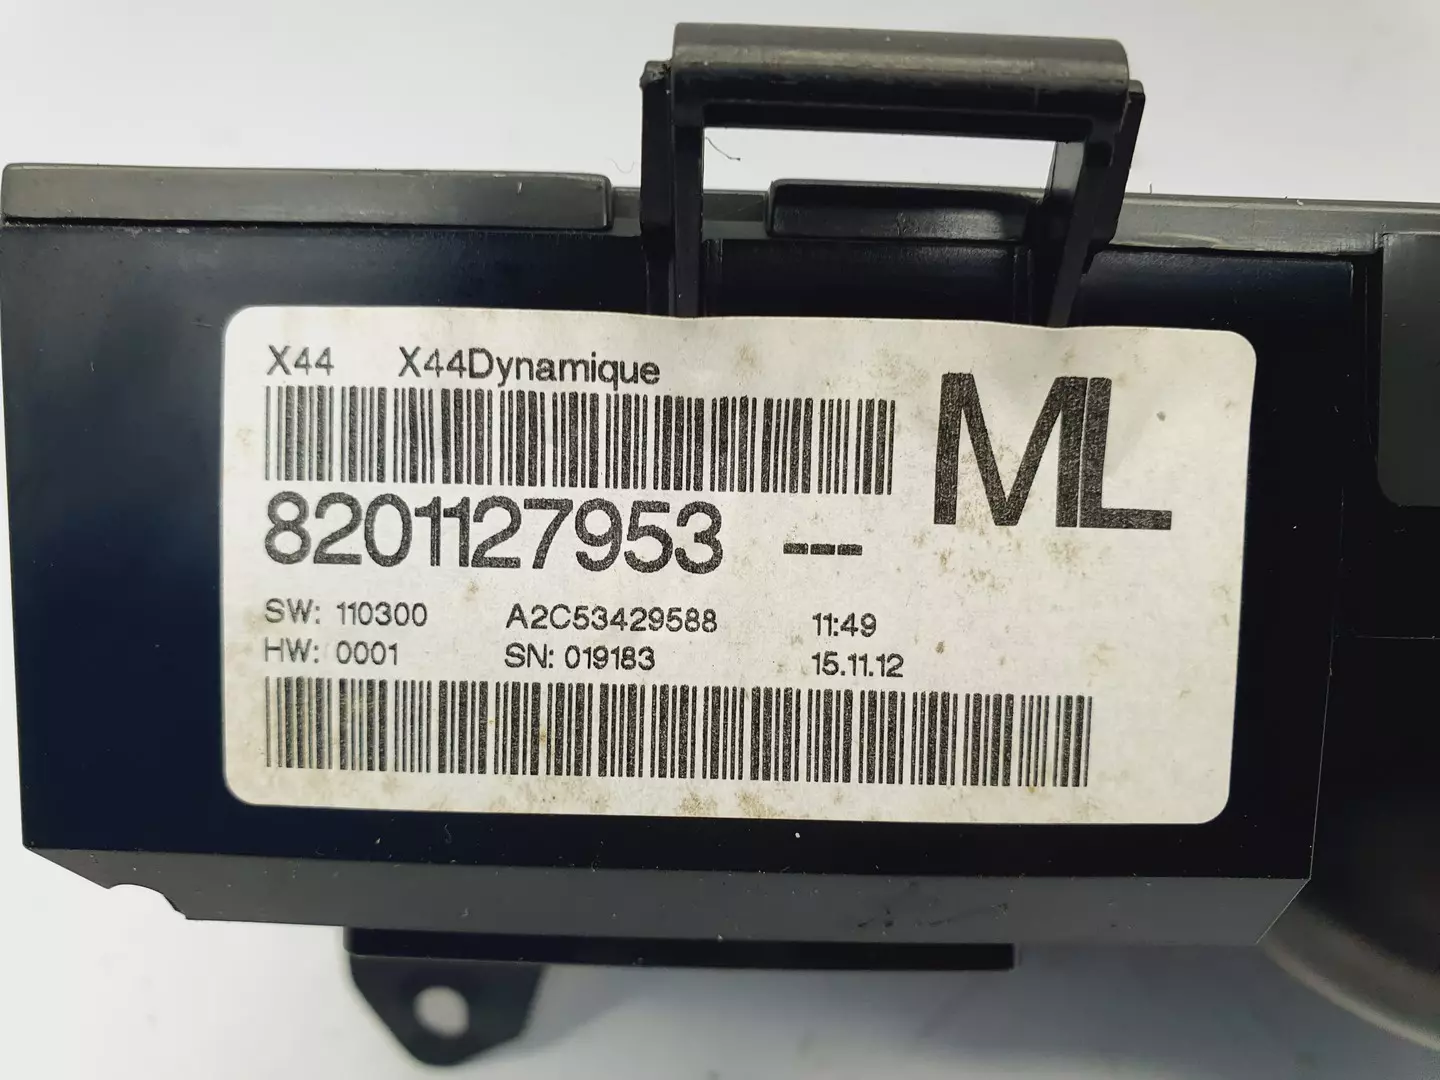 X44 X44Dynamique
ML
8201127953 ---
SW: 110300 A2C53429588 11:49
HW: 0001 SN: 019183 15.11.12